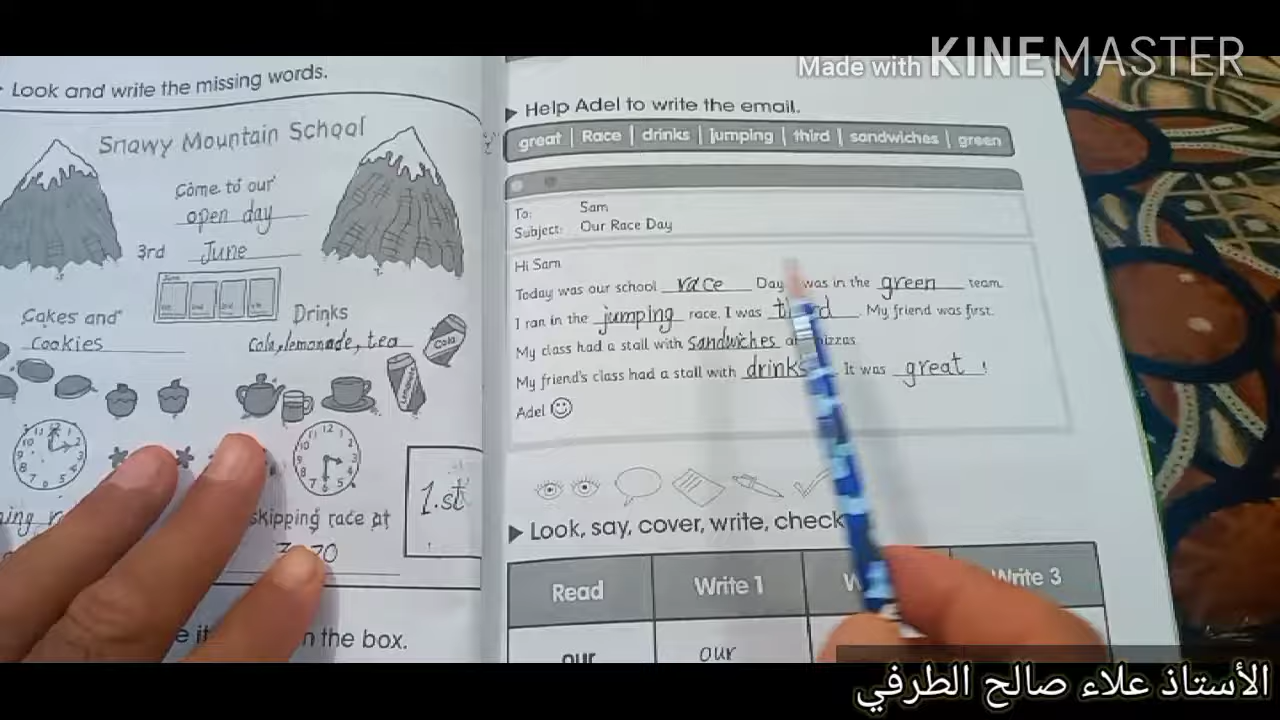 Made with KINEMASTER
Look and write the missing words.
Snowy Mountain School
Come to our
open day
3rd June
Cakes and
Cookies
Drinks
Cola, lemonade, tea
Cola
12
skipping race at
1.st
in the box.
Help Adel to write the email.
great | Race | drinks | Jumping | third | sandwiches | green
To: Sam
Subject: Our Race Day
Hi Sam
Today was our school race Day was in the green team.
I ran in the jumping race. I was My friend was first.
My class had a stall with sandwiches pizzas
My friend's class had a stall with drinks It was great !
Adel
Look, say, cover, write, check
Read Write 1 Write 3
our our
الأستاذ علاء صالح الطرفي